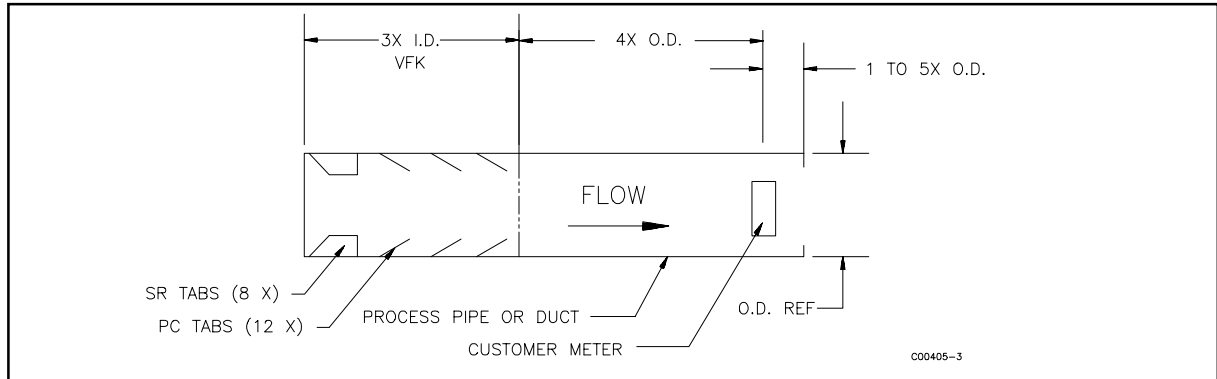 3X I.D.
VFK
4X O.D.
1 TO 5X O.D.
FLOW
SR TABS (8 X)
PC TABS (12 X)
PROCESS PIPE OR DUCT
CUSTOMER METER
O.D. REF
C00405-3